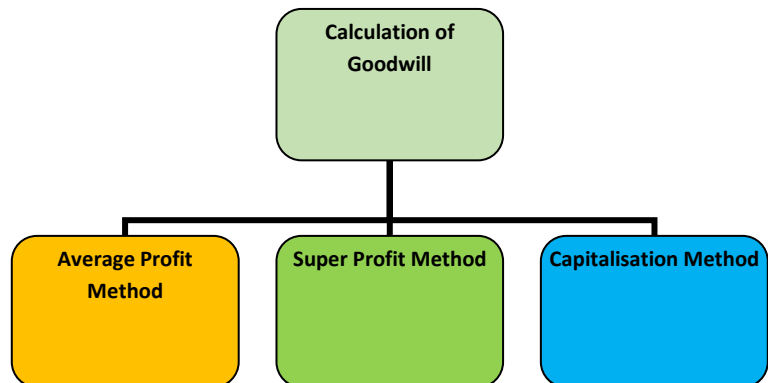 Calculation of
Goodwill
Average Profit
Method
Super Profit Method
Capitalisation Method